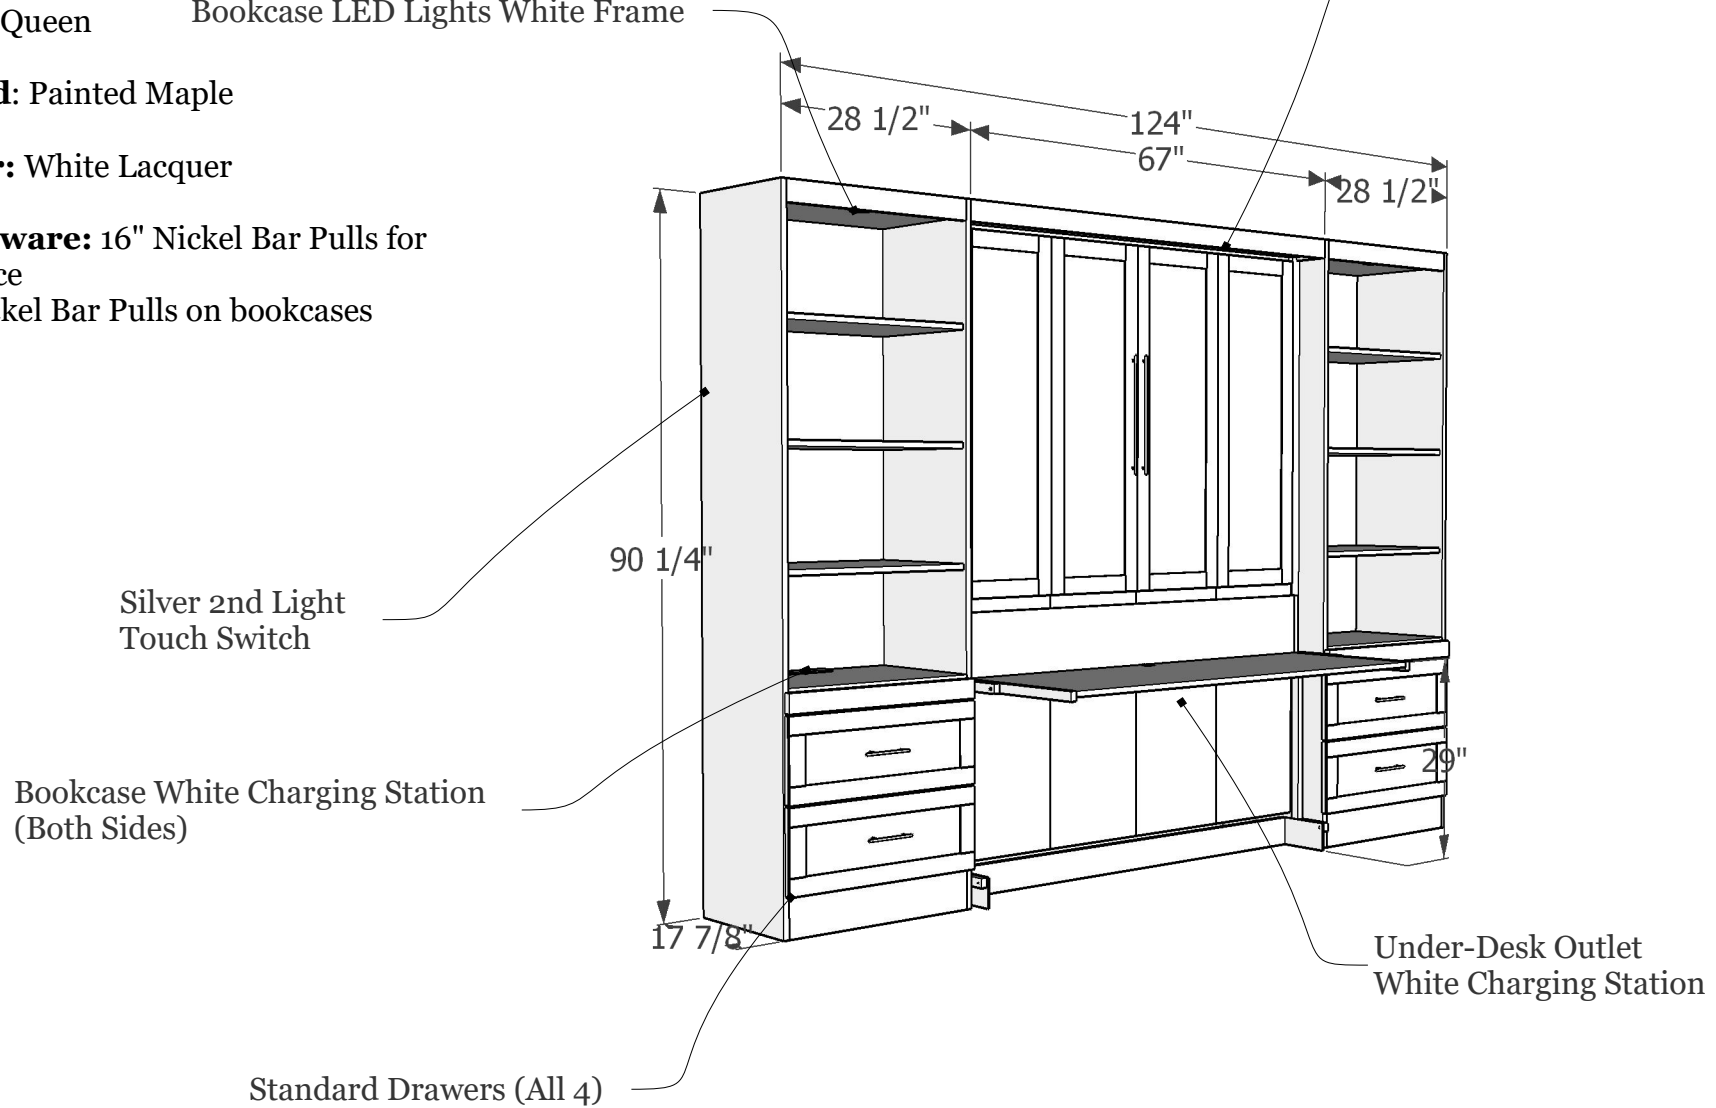 Queen
Bookcase LED Lights White Frame
d: Painted Maple
r: White Lacquer
ware: 16" Nickel Bar Pulls for
ce
kel Bar Pulls on bookcases
124"
28 1/2"
67"
28 1/2"
90 1/4"
Silver 2nd Light
Touch Switch
Bookcase White Charging Station
(Both Sides)
29"
17 7/8"
Under-Desk Outlet
White Charging Station
Standard Drawers (All 4)